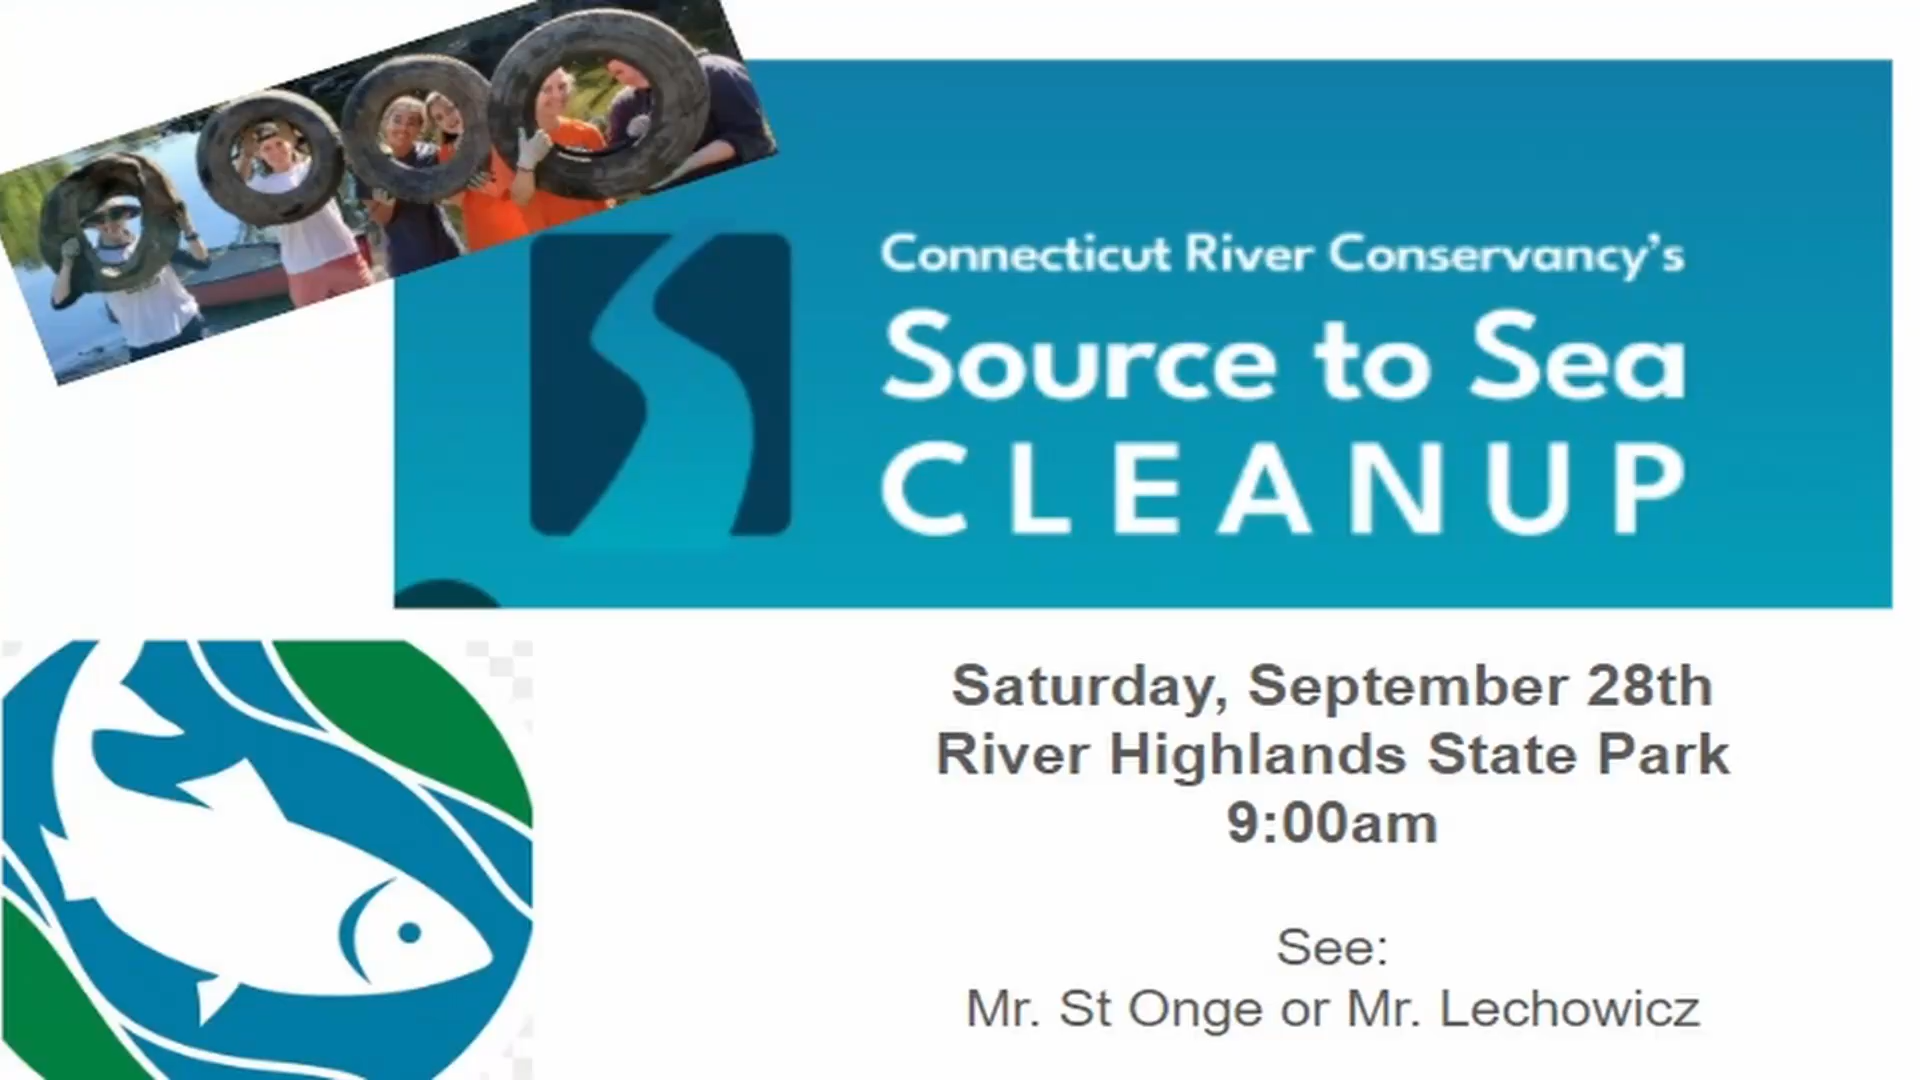 Connecticut River Conservancy's
Source to Sea
CLEANUP
Saturday, September 28th
River Highlands State Park
9:00am
See:
Mr. St Onge or Mr. Lechowicz